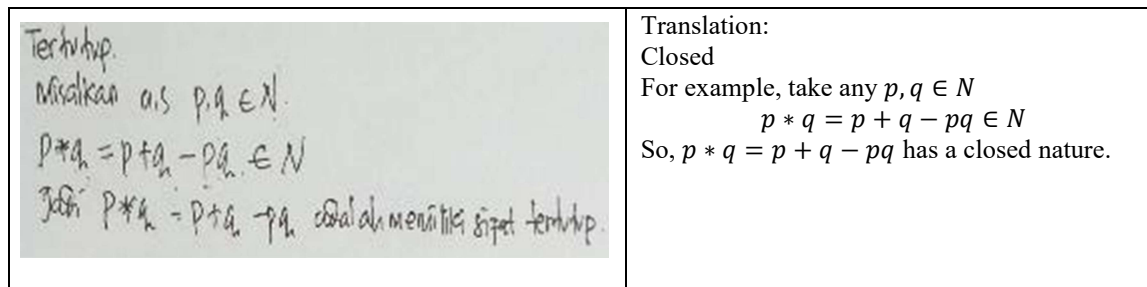 Tertutup.
Misalkan a.s p,q ∈ N.
p*q = p+q - pq ∈ N
Jadi p*q = p+q - pq adalah memiliki sifat tertutup.
Translation:
Closed
For example, take any p, q ∈ N
p * q = p + q − pq ∈ N
So, p * q = p + q − pq has a closed nature.